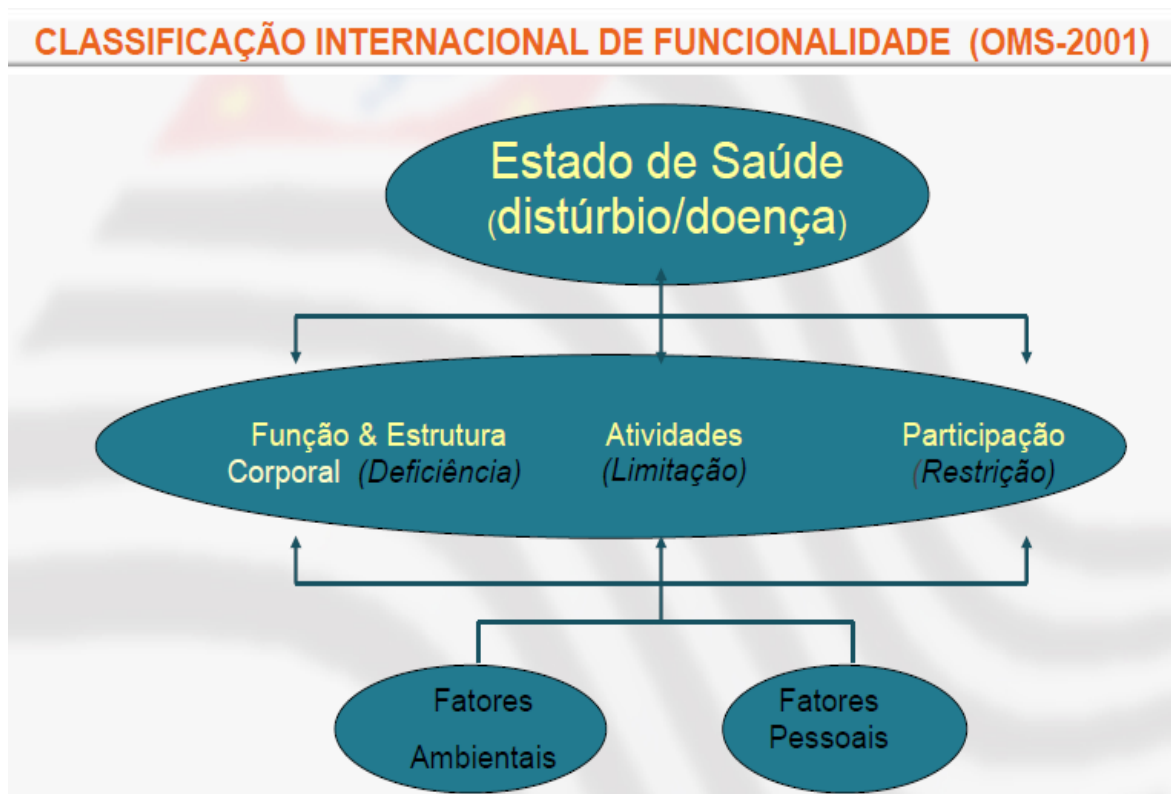 CLASSIFICAÇÃO INTERNACIONAL DE FUNCIONALIDADE (OMS-2001)
Estado de Saúde
(distúrbio/doença)
Função & Estrutura
Corporal (Deficiência)
Atividades
(Limitação)
Participação
(Restrição)
Fatores
Ambientais
Fatores
Pessoais